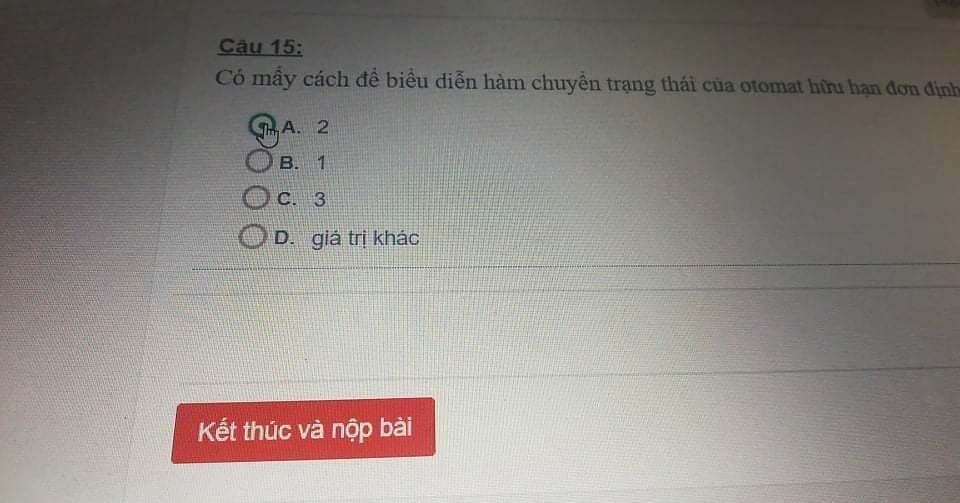 Câu 15:
Có mấy cách để biểu diễn hàm chuyển trạng thái của otomat hữu hạn đơn định
A. 2
B. 1
C. 3
D. giá trị khác
Kết thúc và nộp bài